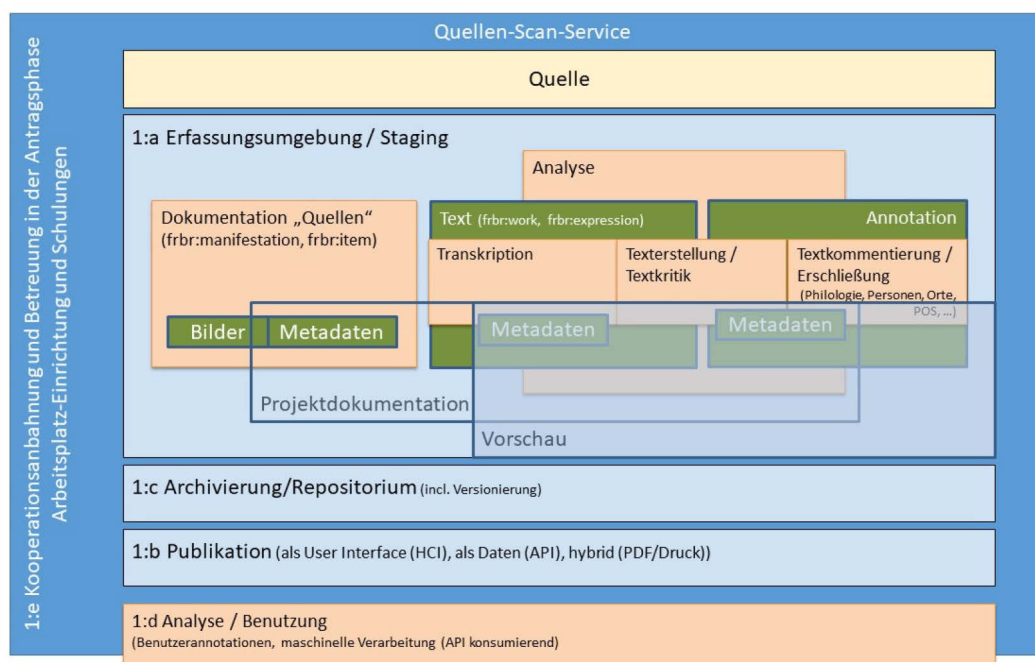 1:e Kooperationsanbahnung und Betreuung in der Antragsphase
Arbeitsplatz-Einrichtung und Schulungen
Quellen-Scan-Service
Quelle
1:a Erfassungsumgebung / Staging
Analyse
Dokumentation „Quellen“
(frbr:manifestation, frbr:item)
Bilder
Metadaten
Text (frbr:work, frbr:expression)
Annotation
Transkription
Texterstellung /
Textkritik
Textkommentierung /
Erschließung
(Philologie, Personen, Orte,
POS, ...)
Metadaten
Metadaten
Projektdokumentation
Vorschau
1:c Archivierung/Repositorium (incl. Versionierung)
1:b Publikation (als User Interface (HCI), als Daten (API), hybrid (PDF/Druck))
1:d Analyse / Benutzung
(Benutzerannotationen, maschinelle Verarbeitung (API konsumierend)